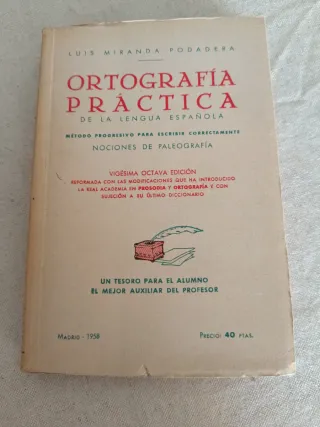 LUIS MIRANDA PODADERA
ORTOGRAFÍA
PRÁCTICA
DE LA LENGUA ESPAÑOLA
MÉTODO PROGRESIVO PARA ESCRIBIR CORRECTAMENTE
NOCIONES DE PALEOGRAFÍA
VIGÉSIMA OCTAVA EDICIÓN
REFORMADA CON LAS MODIFICACIONES QUE HA INTRODUCIDO
LA REAL ACADEMIA EN PROSODIA Y ORTOGRAFÍA Y CON
SUJECIÓN A SU ÚLTIMO DICCIONARIO
UN TESORO PARA EL ALUMNO
EL MEJOR AUXILIAR DEL PROFESOR
MADRID - 1958
PRECIO: 40 PTAS.